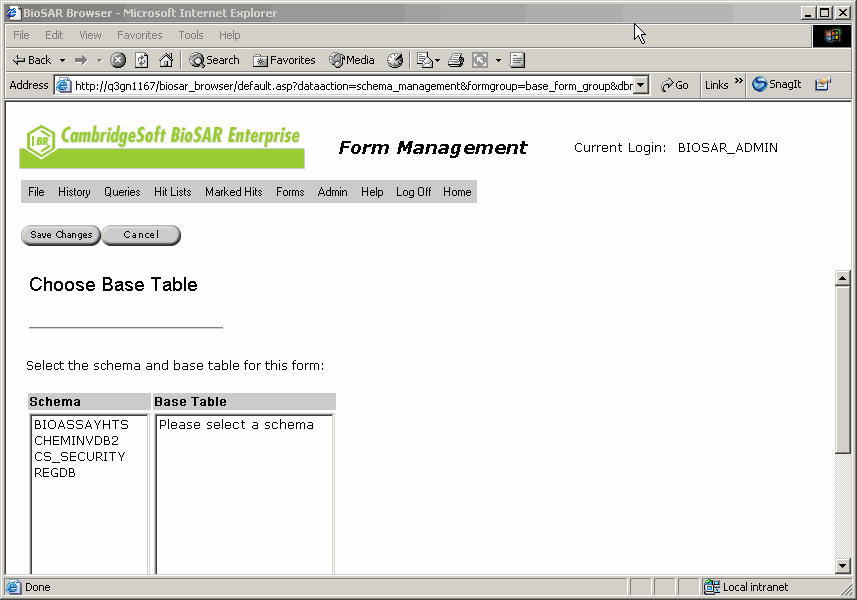 BioSAR Browser - Microsoft Internet Explorer
File Edit View Favorites Tools Help
Back Search Favorites Media
Address http://q3gn1167/biosar_browser/default.asp?dataaction=schema_management&formgroup=base_form_group&dbr Go Links » SnagIt
BR CambridgeSoft BioSAR Enterprise Form Management Current Login: BIOSAR_ADMIN
File History Queries Hit Lists Marked Hits Forms Admin Help Log Off Home
Save Changes Cancel
Choose Base Table
Select the schema and base table for this form:
Schema Base Table
BIOASSAYHTS Please select a schema
CHEMINVDB2
CS_SECURITY
REGDB
Done Local intranet